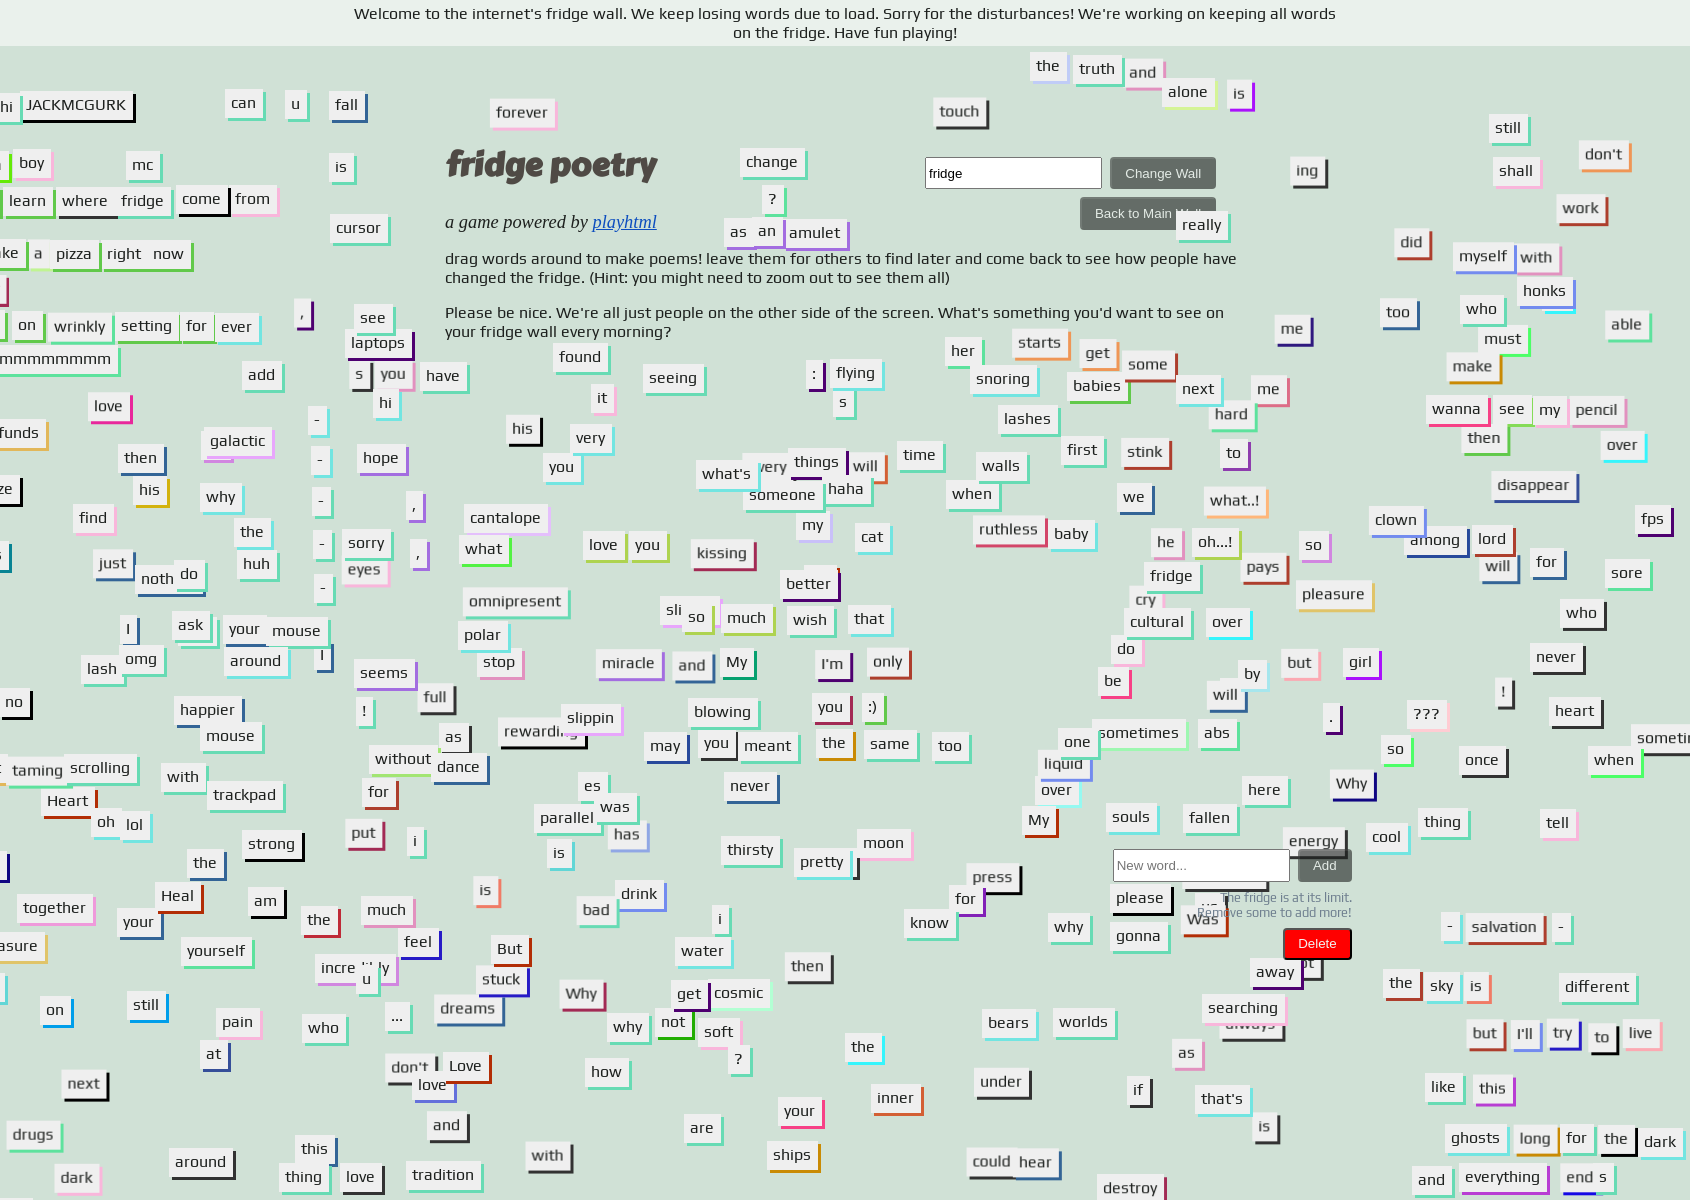 Welcome to the internet's fridge wall. We keep losing words due to load. Sorry for the disturbances! We're working on keeping all words
on the fridge. Have fun playing!
the truth and
alone is
hi JACKMCGURK can u fall forever touch
still
boy mc is fridge poetry change fridge Change Wall ing shall don't
learn where fridge come from ? work
cursor a game powered by playhtml as an amulet Back to Main Wall really
did
a pizza right now myself with
drag words around to make poems! leave them for others to find later and come back to see how people have
changed the fridge. (Hint: you might need to zoom out to see them all)
honks
Please be nice. We're all just people on the other side of the screen. What's something you'd want to see on
your fridge wall every morning?
on wrinkly setting for ever , see me too who able
laptops found her starts get some must
mmmmmmmm add s you have seeing : flying snoring babies next me make
love hi it s lashes hard wanna see my pencil
funds - his very first stink to then over
then galactic - hope you what's very things will time walls
his why - , someone haha when we what..! disappear
find the cantalope my clown fps
just huh - sorry , what love you kissing cat ruthless baby he oh...! so among lord
noth do eyes better fridge pays will for sore
- omnipresent cry pleasure
I ask your mouse polar so much wish that cultural over who
lash omg around I seems stop miracle and My I'm only do but girl never
no full be by will !
happier ! slippin blowing you :) ??? heart
mouse as rewarding may you meant the same too one sometimes abs .
taming scrolling with without dance liquid so once when
Heart trackpad for es never over here Why
oh lol put i parallel was My souls fallen thing tell
strong has energy cool
the is thirsty pretty moon
New word... Add
Heal am is drink press please The fridge is at its limit.
Remove some to add more!
together your the much bad i for know why Was - salvation -
yourself feel But water gonna Delete
u stuck then away
on still dreams Why get cosmic searching the sky is different
pain who ... why not soft bears worlds but I'll try to live
at don't Love ? the as
next love how under if that's like this
and your inner is
drugs this are ghosts long for the dark
around with ships could hear
dark thing love tradition destroy and everything end s